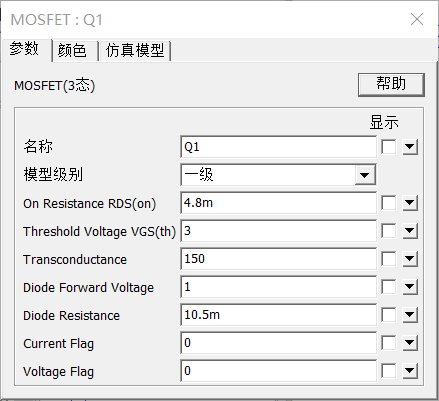 MOSFET : Q1
参数 颜色 仿真模型
MOSFET(3态) 帮助
显示
名称 Q1
模型级别 一级
On Resistance RDS(on) 4.8m
Threshold Voltage VGS(th) 3
Transconductance 150
Diode Forward Voltage 1
Diode Resistance 10.5m
Current Flag 0
Voltage Flag 0